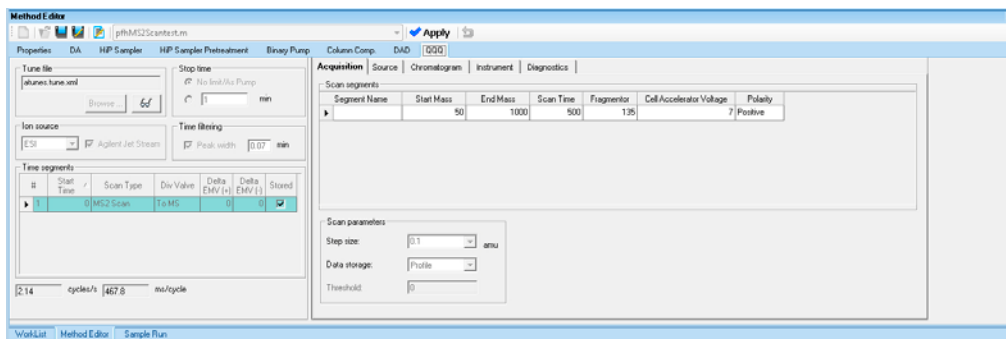 Method Editor
pfhMS2Scantest.m Apply
Properties DA HiP Sampler HiP Sampler Pretreatment Binary Pump Column Comp. DAD QQQ
Tune file
atunes.tune.xml
Browse ...
Stop time
No limit/As Pump
1 min
Ion source
ESI Agilent Jet Stream
Time filtering
Peak width 0.07 min
Time segments
# Start Time / Scan Type Div Valve Delta EMV (+) Delta EMV (-) Stored
1 0 MS2 Scan To MS 0 0
2.14 cycles/s 467.8 ms/cycle
Acquisition Source Chromatogram Instrument Diagnostics
Scan segments
Segment Name Start Mass End Mass Scan Time Fragmentor Cell Accelerator Voltage Polarity
50 1000 500 135 7 Positive
Scan parameters
Step size: 0.1 amu
Data storage: Profile
Threshold: 0
WorkList Method Editor Sample Run